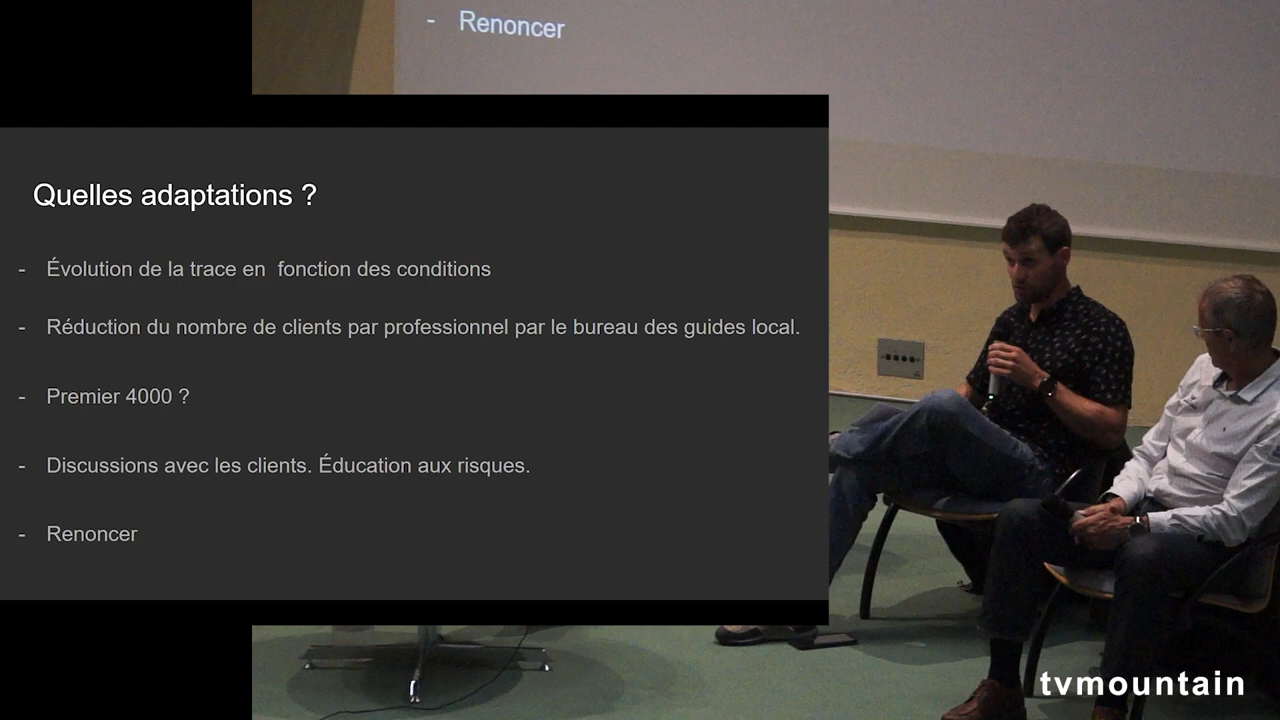 - Renoncer
Quelles adaptations ?
- Évolution de la trace en  fonction des conditions
- Réduction du nombre de clients par professionnel par le bureau des guides local.
- Premier 4000 ?
- Discussions avec les clients. Éducation aux risques.
- Renoncer
tvmountain